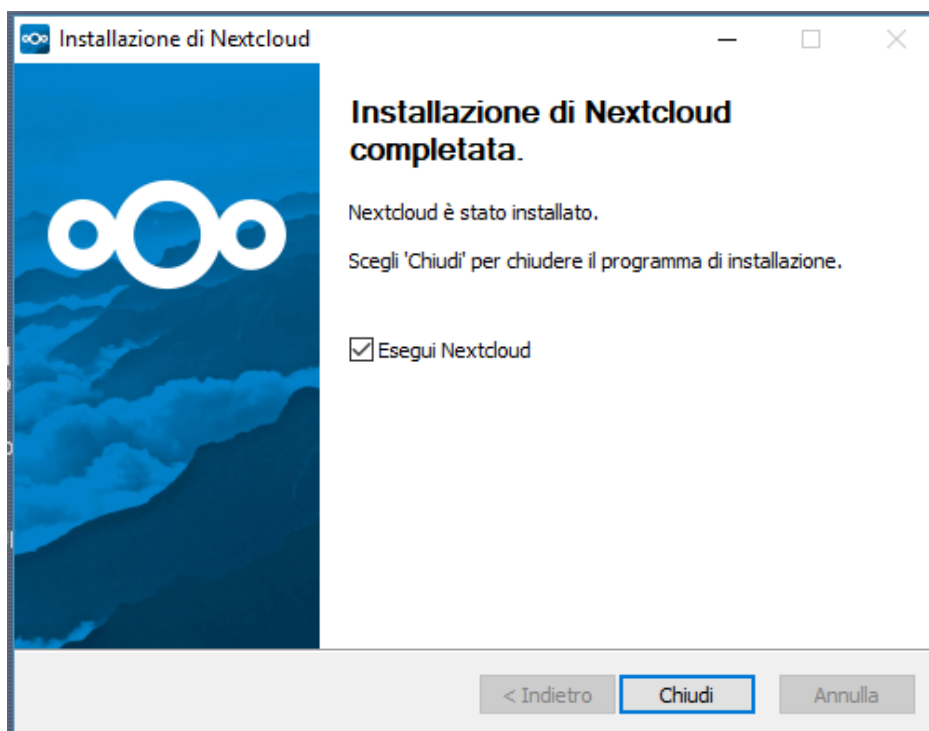 Installazione di Nextcloud
Installazione di Nextcloud
completata.
Nextcloud è stato installato.
Scegli 'Chiudi' per chiudere il programma di installazione.
Esegui Nextcloud
< Indietro
Chiudi
Annulla